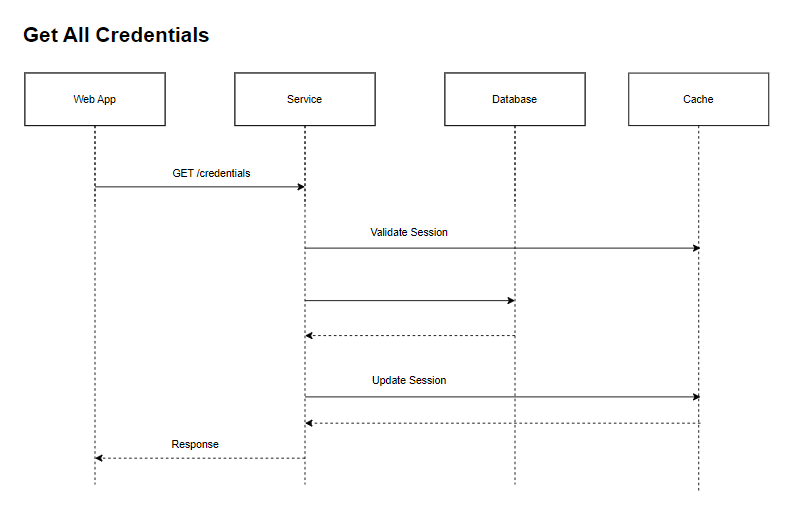 Get All Credentials
Web App
Service
Database
Cache
GET /credentials
Validate Session
Update Session
Response